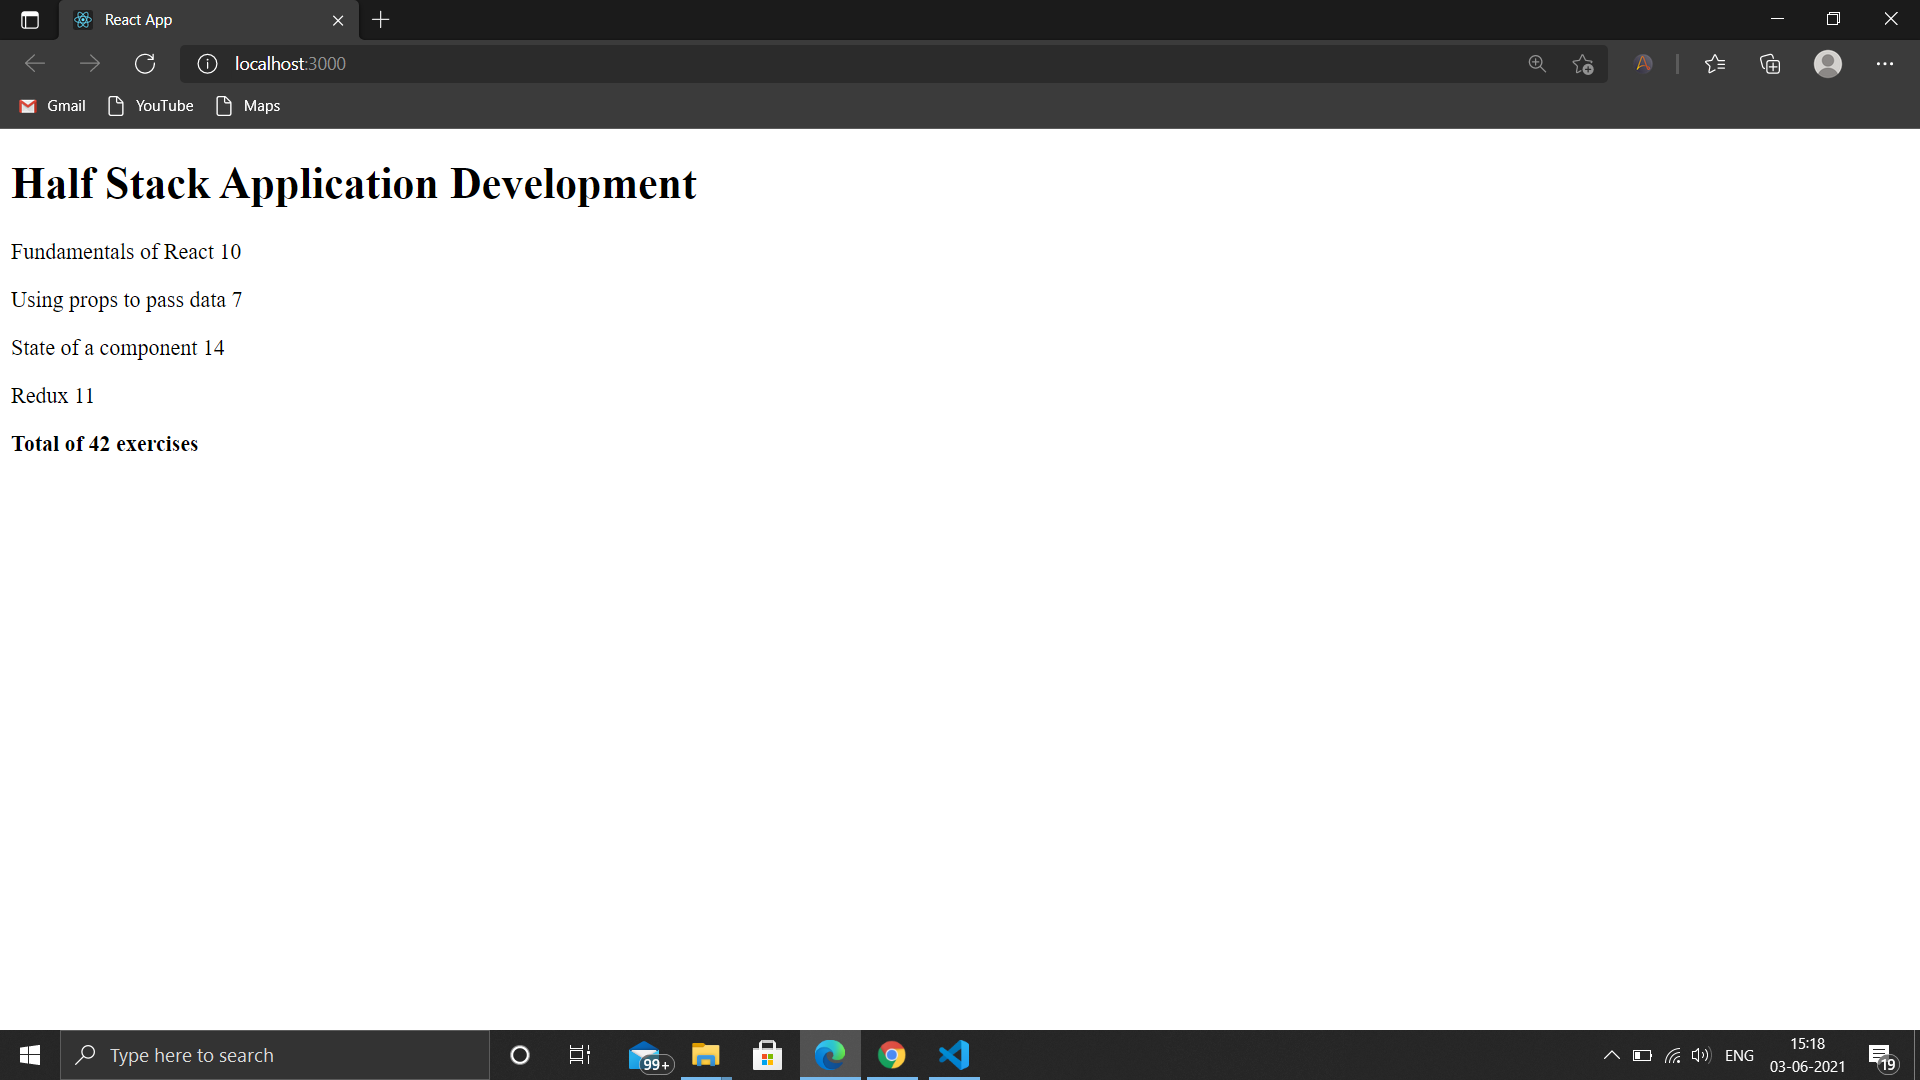 React App
localhost:3000
Gmail YouTube Maps
Half Stack Application Development
Fundamentals of React 10
Using props to pass data 7
State of a component 14
Redux 11
Total of 42 exercises
Type here to search
99+
ENG
15:18
03-06-2021
19